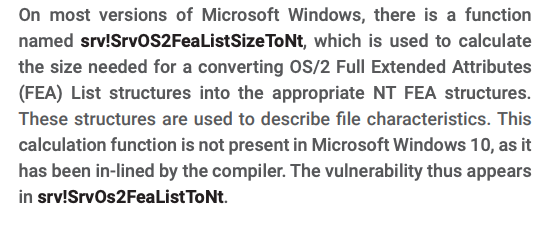 On most versions of Microsoft Windows, there is a function
named srv!SrvOS2FeaListSizeToNt, which is used to calculate
the size needed for a converting OS/2 Full Extended Attributes
(FEA) List structures into the appropriate NT FEA structures.
These structures are used to describe file characteristics. This
calculation function is not present in Microsoft Windows 10, as it
has been in-lined by the compiler. The vulnerability thus appears
in srv!SrvOs2FeaListToNt.